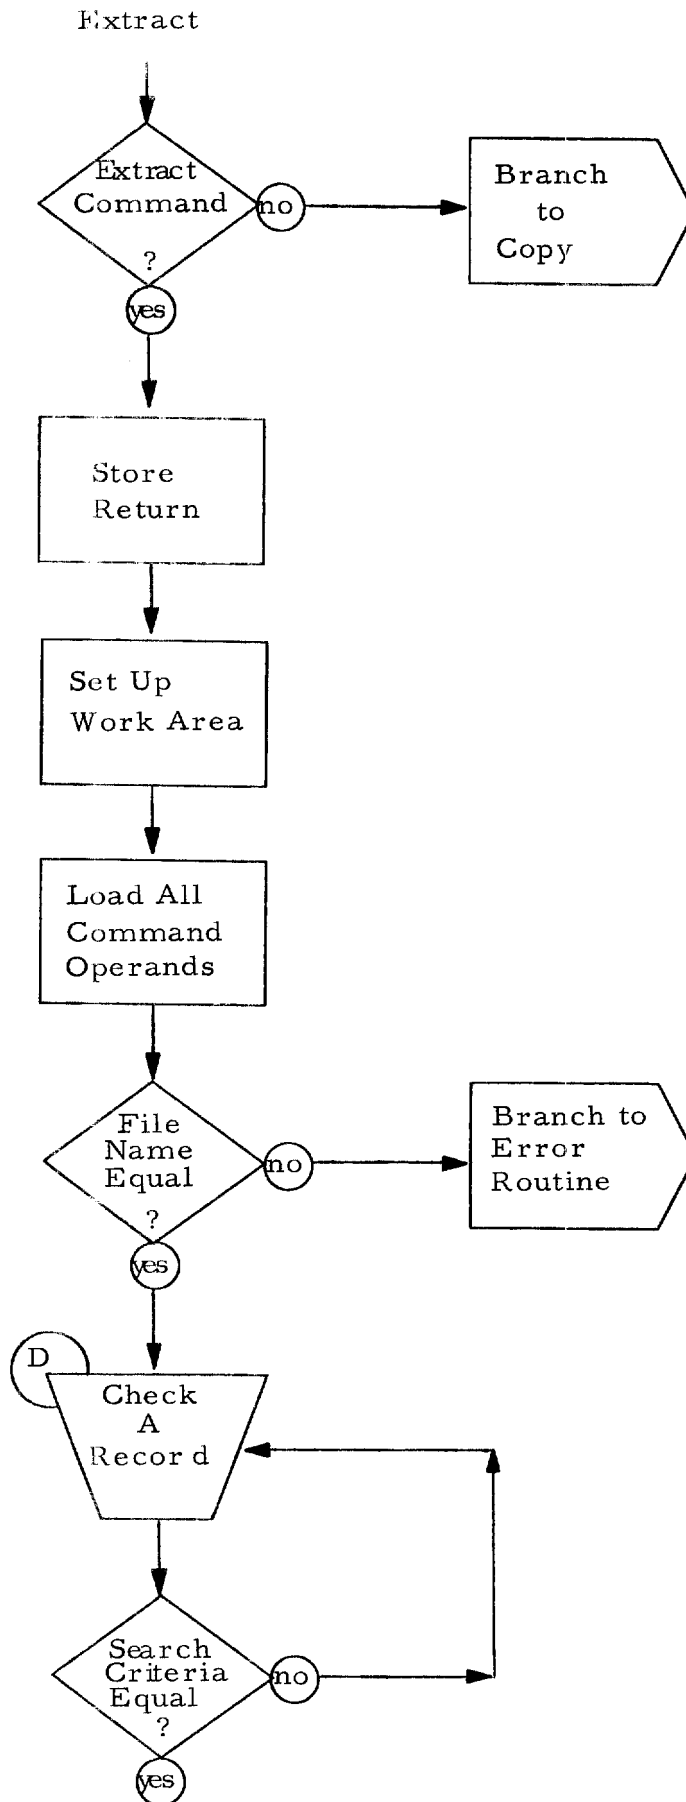 Extract
Extract
Command
?
no
Branch
to
Copy
yes
Store
Return
Set Up
Work Area
Load All
Command
Operands
File
Name
Equal
?
no
Branch to
Error
Routine
yes
D
Check
A
Record
Search
Criteria
Equal
?
no
yes